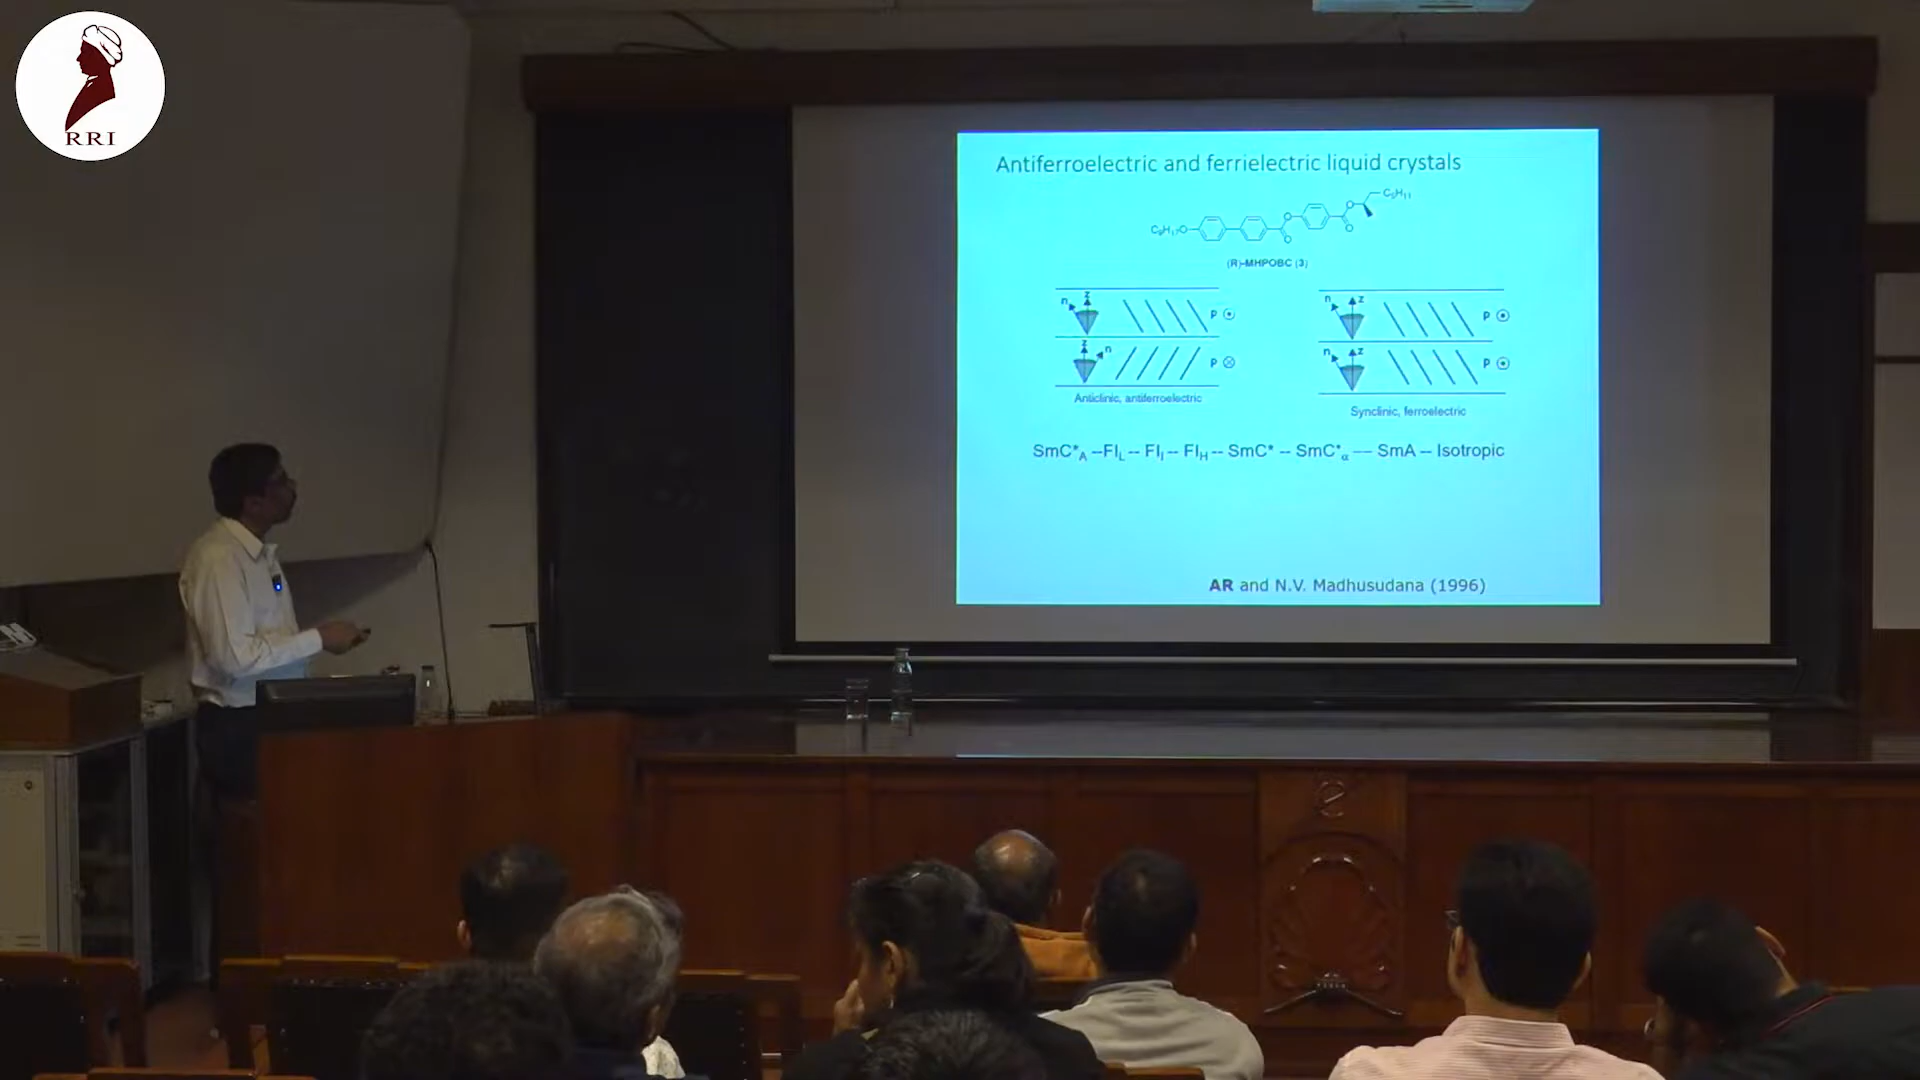 RRI
Antiferroelectric and ferrielectric liquid crystals
C₈H₁₇O
O
O
O
O
C₆H₁₁
(R)-MHPOBC (3)
n z P
z n P
Anticlinic, antiferroelectric
n z P
n z P
Synclinic, ferroelectric
SmC*A --FIL -- FII -- FIH -- SmC* -- SmC*α --- SmA -- Isotropic
AR and N.V. Madhusudana (1996)